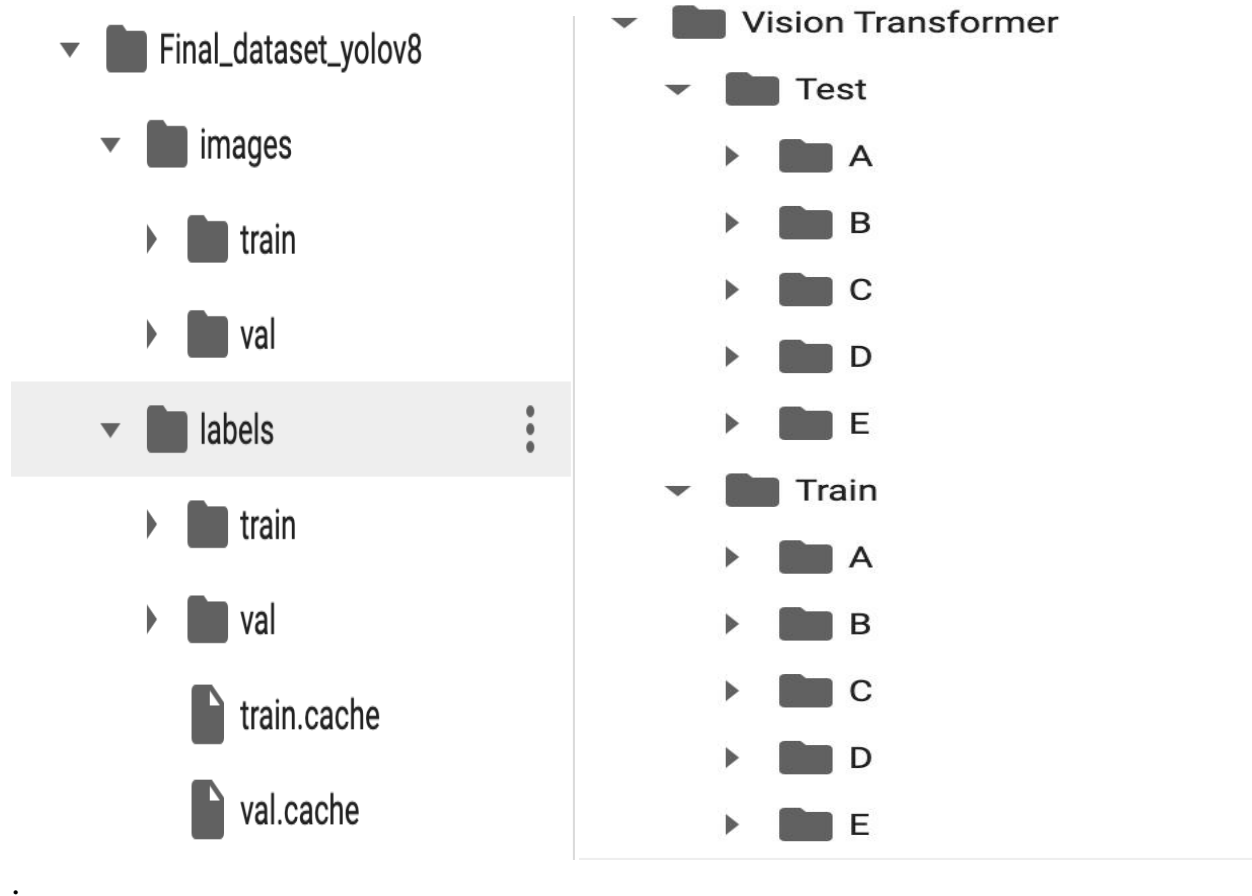 Final_dataset_yolov8
images
train
val
labels
train
val
train.cache
val.cache
Vision Transformer
Test
A
B
C
D
E
Train
A
B
C
D
E
.